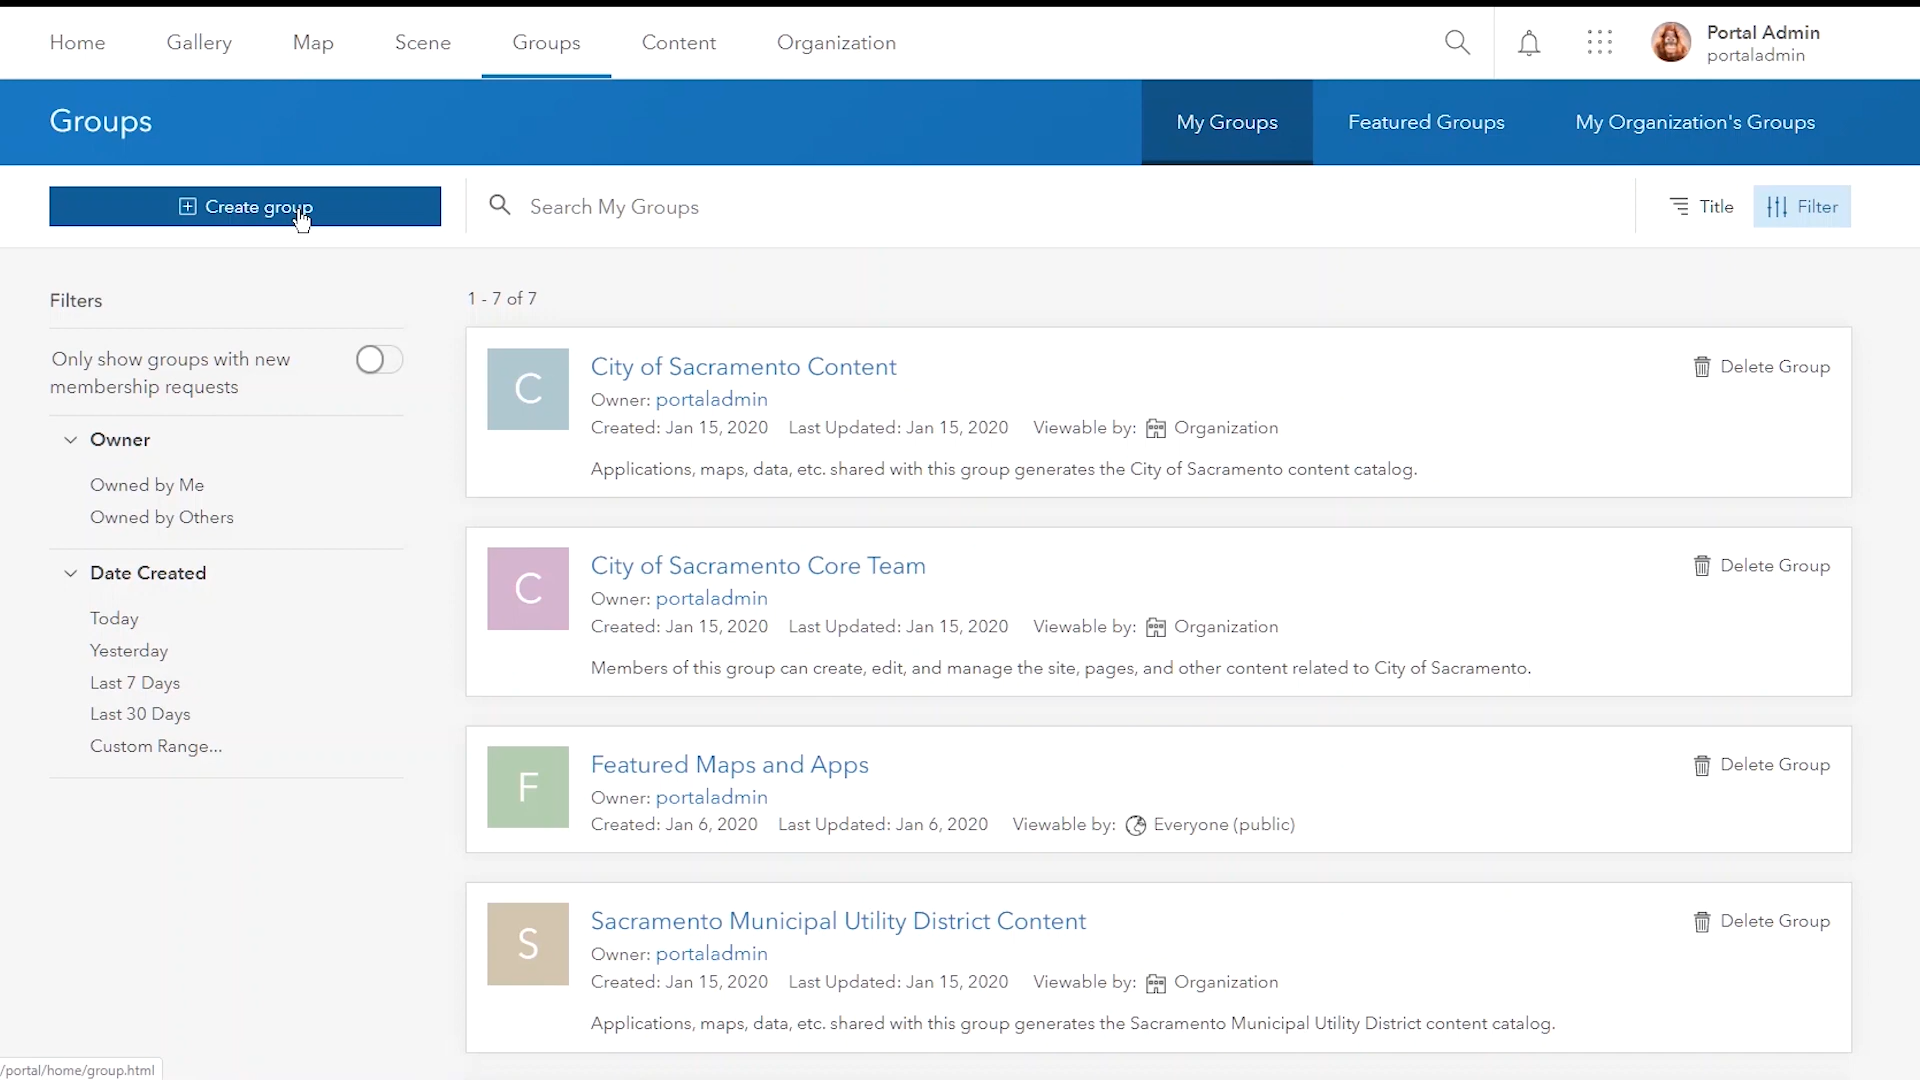 Home Gallery Map Scene Groups Content Organization
Portal Admin
portaladmin
Groups
My Groups Featured Groups My Organization's Groups
Create group
Search My Groups
Title
Filter
Filters
Only show groups with new
membership requests
Owner
Owned by Me
Owned by Others
Date Created
Today
Yesterday
Last 7 Days
Last 30 Days
Custom Range...
1 - 7 of 7
C
City of Sacramento Content
Delete Group
Owner: portaladmin
Created: Jan 15, 2020 Last Updated: Jan 15, 2020 Viewable by: Organization
Applications, maps, data, etc. shared with this group generates the City of Sacramento content catalog.
C
City of Sacramento Core Team
Delete Group
Owner: portaladmin
Created: Jan 15, 2020 Last Updated: Jan 15, 2020 Viewable by: Organization
Members of this group can create, edit, and manage the site, pages, and other content related to City of Sacramento.
F
Featured Maps and Apps
Delete Group
Owner: portaladmin
Created: Jan 6, 2020 Last Updated: Jan 6, 2020 Viewable by: Everyone (public)
S
Sacramento Municipal Utility District Content
Delete Group
Owner: portaladmin
Created: Jan 15, 2020 Last Updated: Jan 15, 2020 Viewable by: Organization
Applications, maps, data, etc. shared with this group generates the Sacramento Municipal Utility District content catalog.
/portal/home/group.html